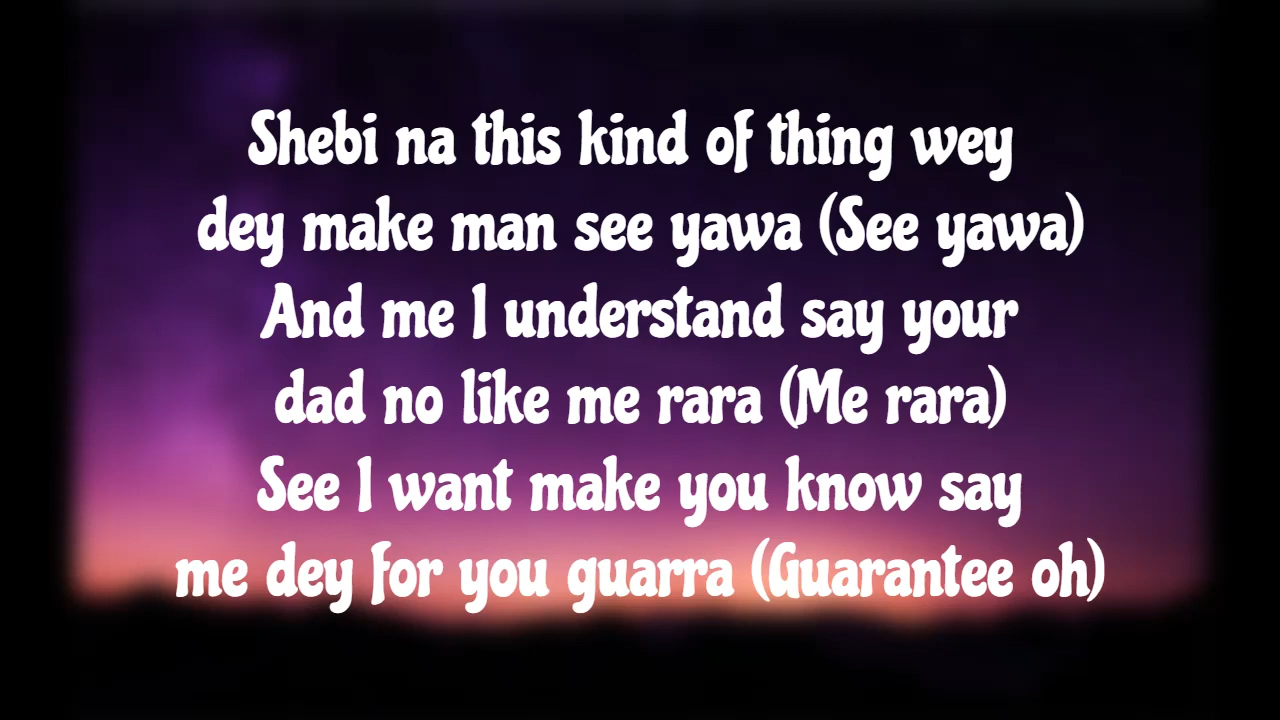 Shebi na this kind of thing wey
dey make man see yawa (See yawa)
And me I understand say your
dad no like me rara (Me rara)
See I want make you know say
me dey for you guarra (Guarantee oh)